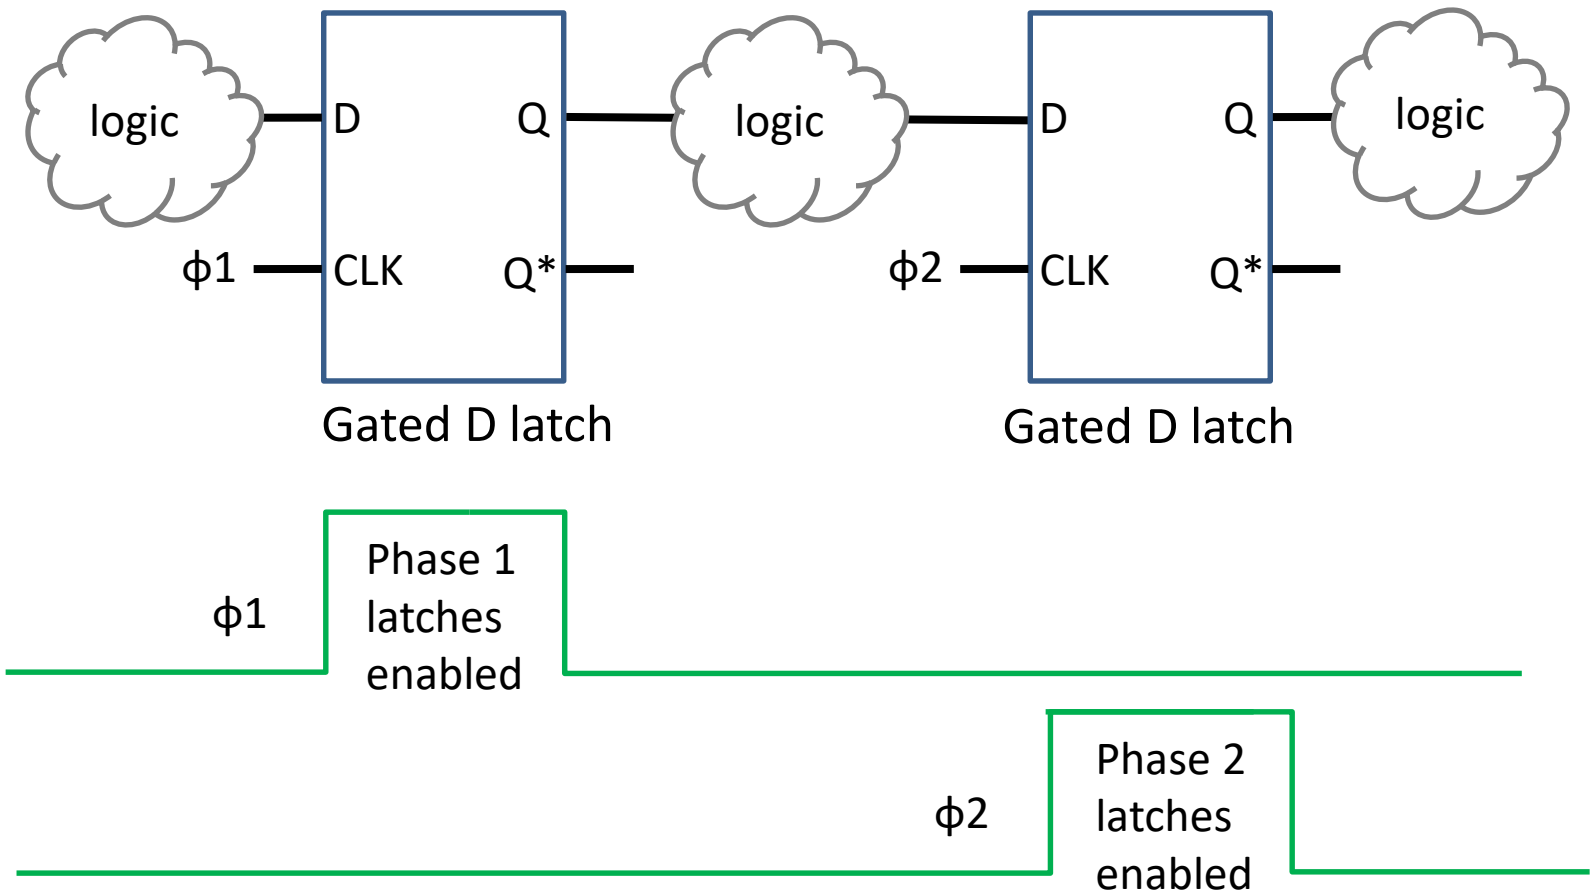 logic
D
Q
logic
D
Q
logic
ϕ1
CLK
Q*
ϕ2
CLK
Q*
Gated D latch
Gated D latch
ϕ1
Phase 1
latches
enabled
ϕ2
Phase 2
latches
enabled